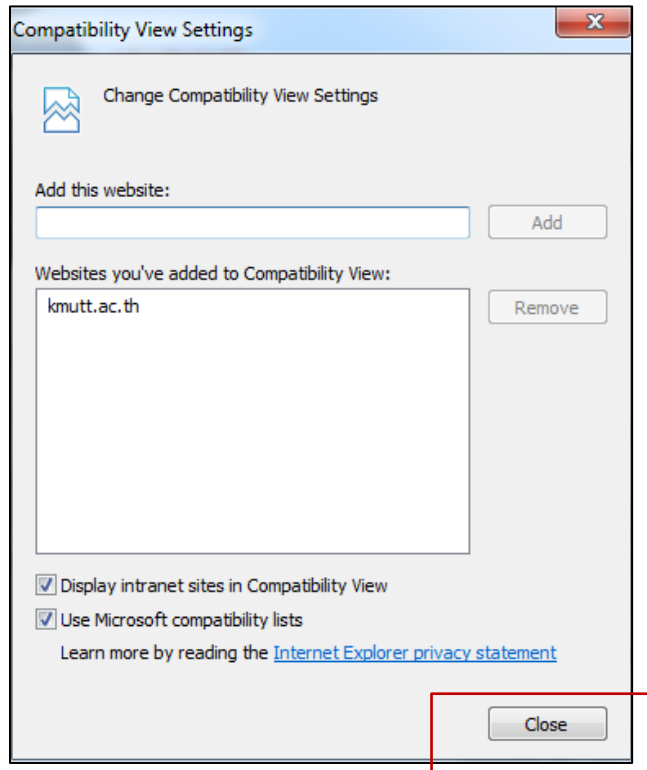 Compatibility View Settings
X
Change Compatibility View Settings
Add this website:
Add
Websites you've added to Compatibility View:
kmutt.ac.th
Remove
Display intranet sites in Compatibility View
Use Microsoft compatibility lists
Learn more by reading the Internet Explorer privacy statement
Close